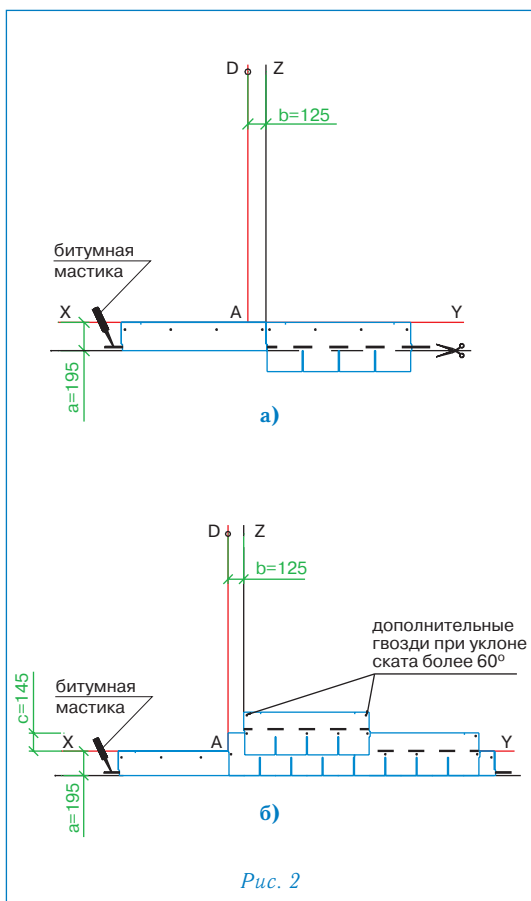 D Z
b=125
битумная
мастика
X A Y
a=195
а)
D Z
b=125
дополнительные
гвозди при уклоне
ската более 60º
битумная
мастика
c=145
X A Y
a=195
б)
Рис. 2